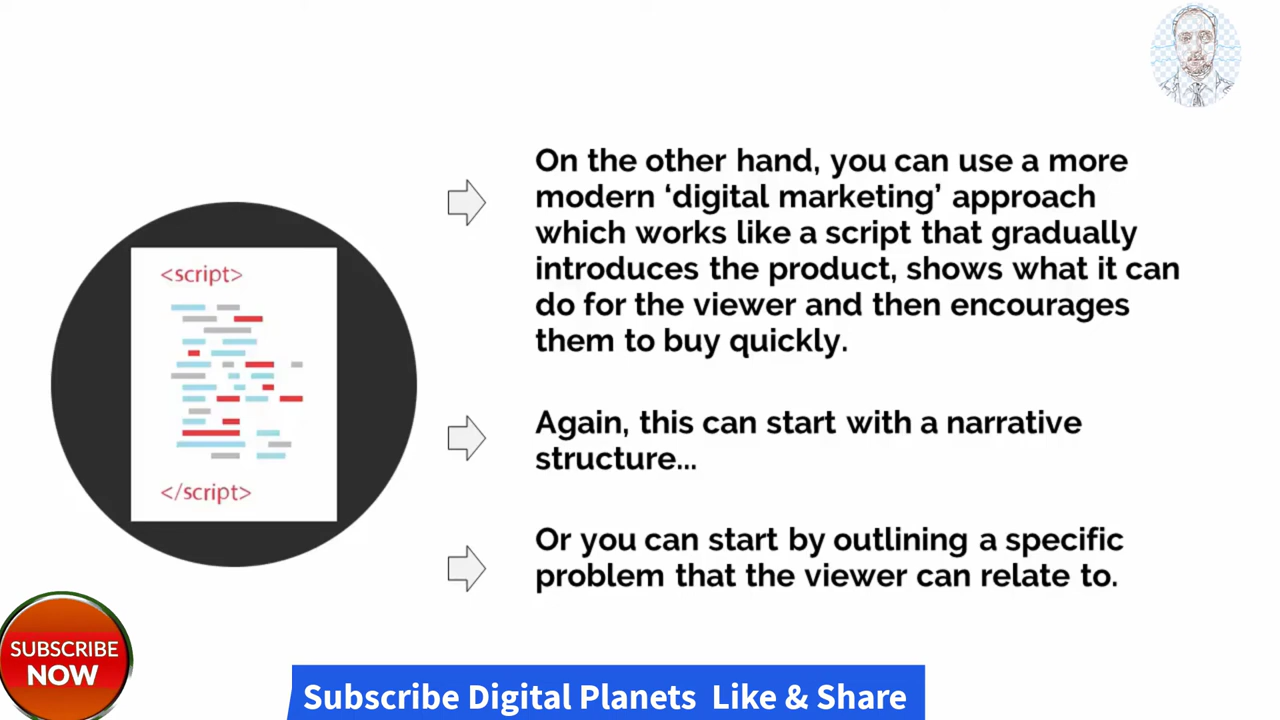 On the other hand, you can use a more
modern ‘digital marketing’ approach
which works like a script that gradually
introduces the product, shows what it can
do for the viewer and then encourages
them to buy quickly.
<script>
Again, this can start with a narrative
structure...
</script>
Or you can start by outlining a specific
problem that the viewer can relate to.
SUBSCRIBE
NOW
Subscribe Digital Planets Like & Share